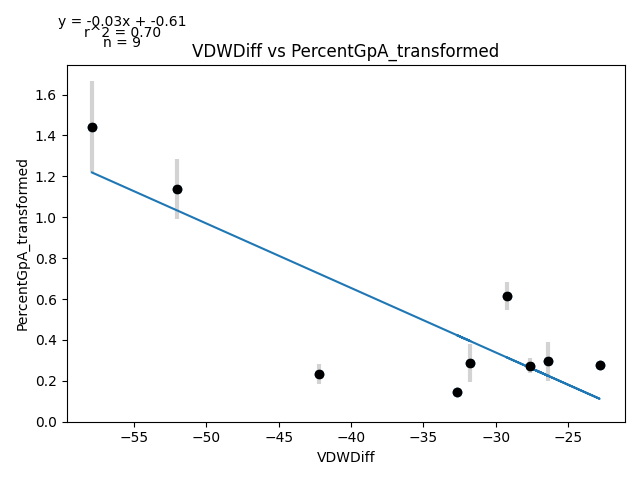 y = -0.03x + -0.61
r^2 = 0.70
n = 9
VDWDiff vs PercentGpA_transformed
1.6
1.4
1.2
1.0
0.8
0.6
0.4
0.2
0.0
PercentGpA_transformed
−55 −50 −45 −40 −35 −30 −25
VDWDiff